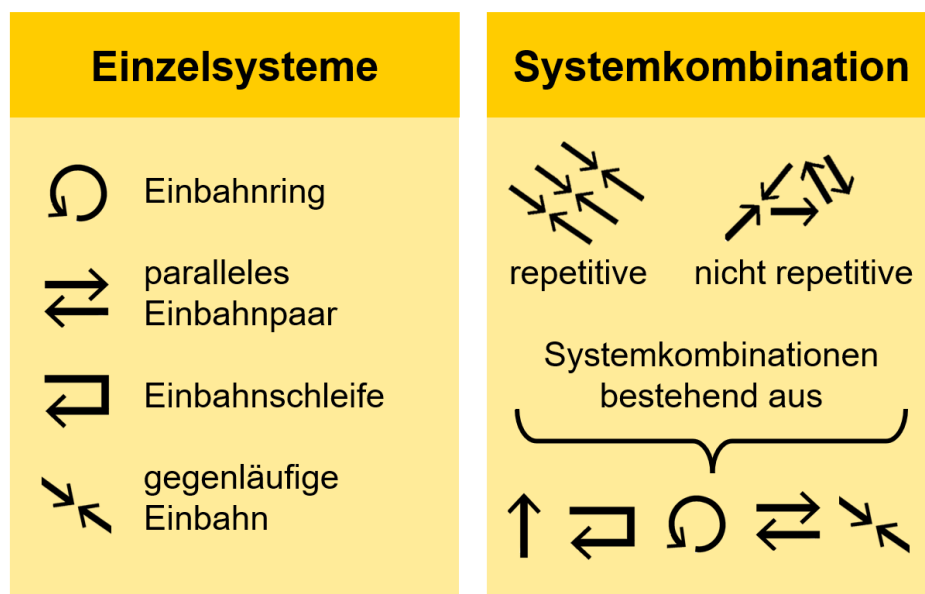 Einzelsysteme
Einbahnring
paralleles
Einbahnpaar
Einbahnschleife
gegenläufige
Einbahn
Systemkombination
repetitive
nicht repetitive
Systemkombinationen
bestehend aus